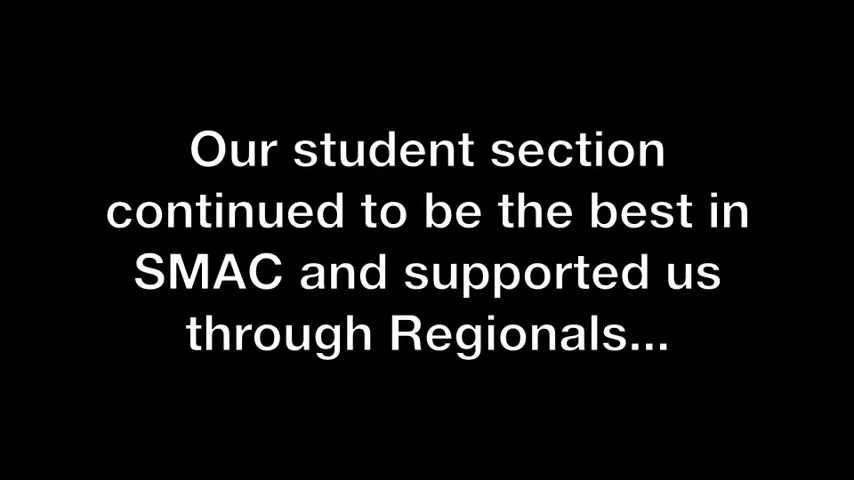 Our student section
continued to be the best in
SMAC and supported us
through Regionals...